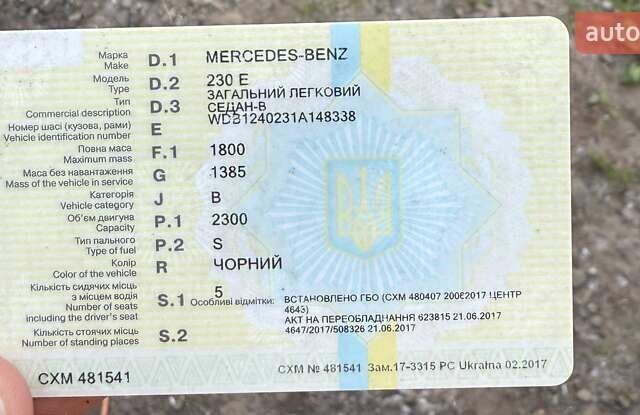 auto
Марка
Make
D.1
MERCEDES-BENZ
Модель
Type
D.2
230 E
ЗАГАЛЬНИЙ ЛЕГКОВИЙ
Тип
Commercial description
D.3
СЕДАН-В
Номер шасі (кузова, рами)
Vehicle identification number
E
WDB1240231A148338
Повна маса
Maximum mass
F.1
1800
Маса без навантаження
Mass of the vehicle in service
G
1385
Категорія
Vehicle category
J
B
Об'єм двигуна
Capacity
P.1
2300
Тип пального
Type of fuel
P.2
S
Колір
Color of the vehicle
R
ЧОРНИЙ
Кількість сидячих місць
з місцем водія
Number of seats
including the driver's seat
S.1
5
Особливі відмітки:
ВСТАНОВЛЕНО ГБО (СХМ 480407 20062017 ЦЕНТР
4643)
АКТ НА ПЕРЕОБЛАДНАННЯ 623815 21.06.2017
4647/2017/508326 21.06.2017
Кількість стоячих місць
Number of standing places
S.2
СХМ 481541
СХМ № 481541 Зам.17-3315 PC Ukraina 02.2017